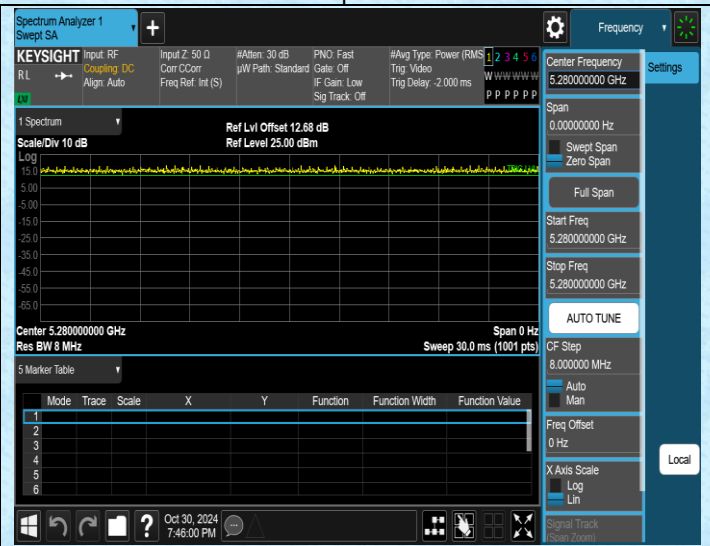 Spectrum Analyzer 1
Swept SA
+
Frequency
KEYSIGHT
RL
LXI
Input: RF
Coupling: DC
Align: Auto
Input Z: 50 Ω
Corr CCorr
Freq Ref: Int (S)
#Atten: 30 dB
µW Path: Standard
PNO: Fast
Gate: Off
IF Gain: Low
Sig Track: Off
#Avg Type: Power (RMS
Trig: Video
Trig Delay: -2.000 ms
1 2 3 4 5 6
W W W W W W
P P P P P P
Center Frequency
5.280000000 GHz
Settings
Span
0.00000000 Hz
Swept Span
Zero Span
Full Span
Start Freq
5.280000000 GHz
Stop Freq
5.280000000 GHz
AUTO TUNE
CF Step
8.000000 MHz
Auto
Man
Freq Offset
0 Hz
X Axis Scale
Log
Lin
Signal Track
(Span Zoom)
Local
1 Spectrum
Scale/Div 10 dB
Ref Lvl Offset 12.68 dB
Ref Level 25.00 dBm
Log
15.0
5.00
-5.00
-15.0
-25.0
-35.0
-45.0
-55.0
-65.0
Center 5.280000000 GHz
Span 0 Hz
Res BW 8 MHz
Sweep 30.0 ms (1001 pts)
5 Marker Table
Mode Trace Scale X Y Function Function Width Function Value
1
2
3
4
5
6
?
Oct 30, 2024
7:46:00 PM